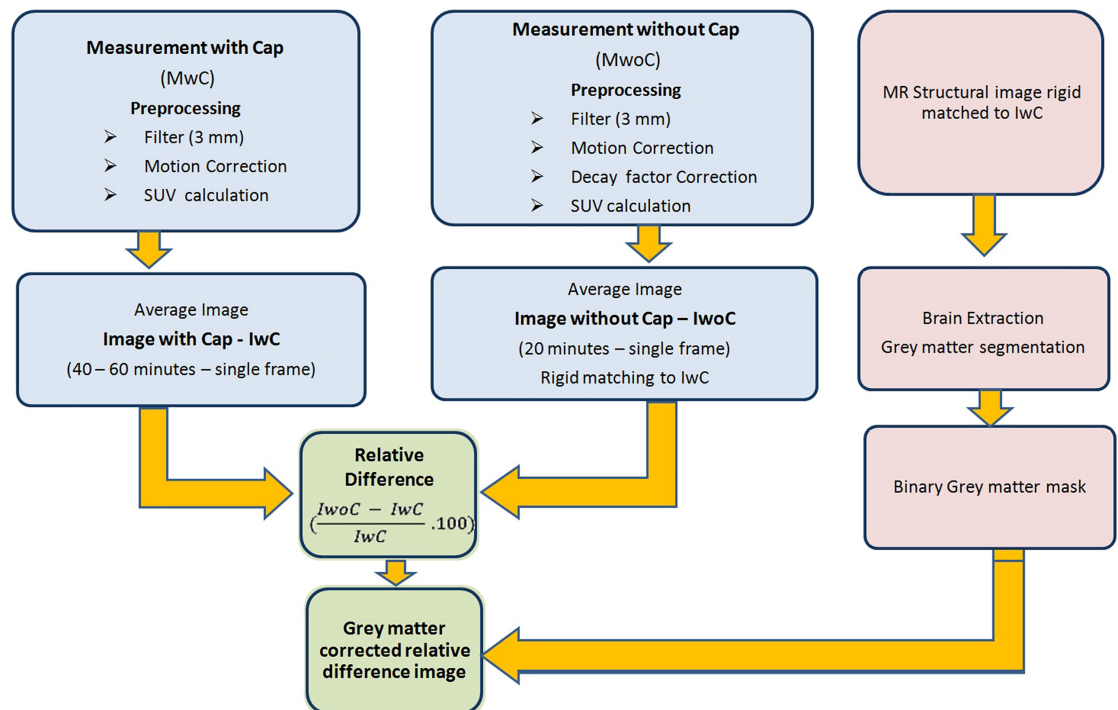 Measurement with Cap
(MwC)
Preprocessing
➢ Filter (3 mm)
➢ Motion Correction
➢ SUV calculation
Measurement without Cap
(MwoC)
Preprocessing
➢ Filter (3 mm)
➢ Motion Correction
➢ Decay factor Correction
➢ SUV calculation
MR Structural image rigid
matched to IwC
Average Image
Image with Cap - IwC
(40 – 60 minutes – single frame)
Average Image
Image without Cap – IwoC
(20 minutes – single frame)
Rigid matching to IwC
Brain Extraction
Grey matter segmentation
Relative
Difference
(IwoC − IwC
IwC .100)
Binary Grey matter mask
Grey matter
corrected relative
difference image